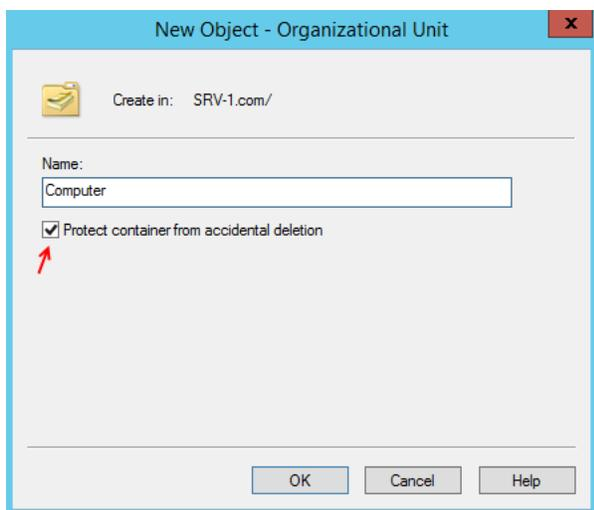 New Object - Organizational Unit
x
Create in: SRV-1.com/
Name:
Computer
Protect container from accidental deletion
OK Cancel Help